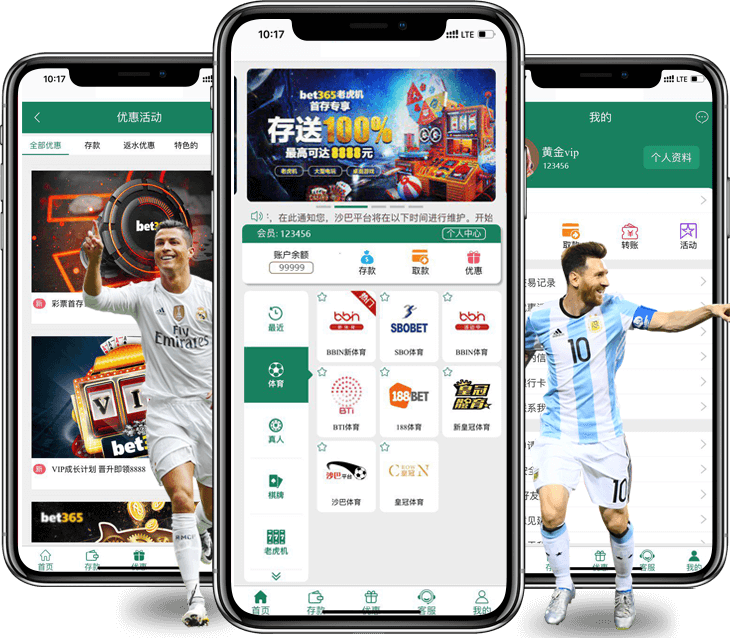 10:17
优惠活动
全部优惠 存款 返水优惠 特色的
bet
新 彩票首存
VIP
bet
新 VIP成长计划 晋升即领8888
bet365
首页 存款 优惠
Fly
Emirates
10:17 LTE
bet365老虎机
首存专享
存送100%
最高可达8888元
老虎机 大型电玩 桌面游戏
：，在此通知您，沙巴平台将在以下时间进行维护。开始
会员: 123456 个人中心
账户余额
99999
存款 取款 优惠
最近
体育
真人
棋牌
老虎机
热门
bbin
BBIN新体育
SBOBET
SBO体育
bbin
BBIN体育
BTi
BTI体育
188BET
188体育
皇冠
新皇冠体育
沙巴平台
沙巴体育
CROWN
皇冠
皇冠体育
首页 存款 优惠 客服 我的
10:17 LTE
我的
黄金vip
123456
个人资料
取款 转账 活动
易记录
10
10
优惠 客服 我的